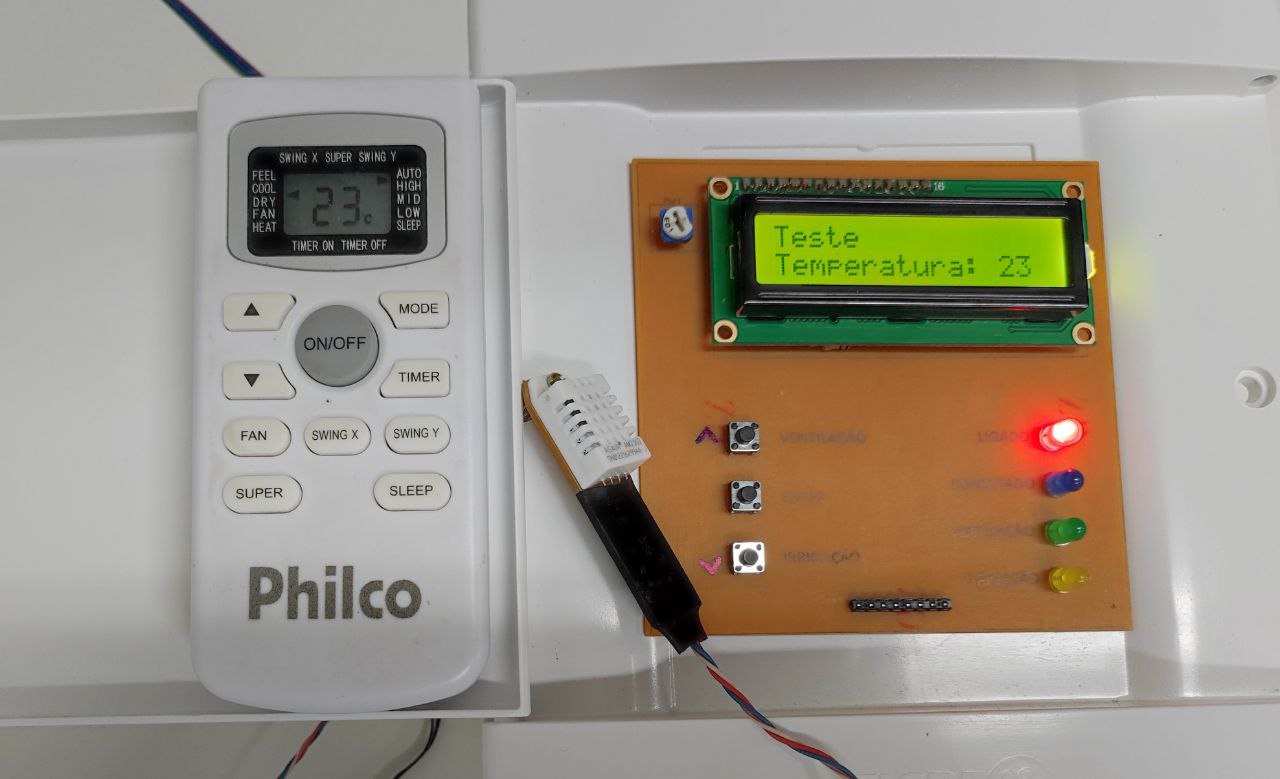 SWING X SUPER SWING Y
FEEL
COOL
DRY
FAN
HEAT
23c
AUTO
HIGH
MID
LOW
SLEEP
TIMER ON TIMER OFF
MODE
ON/OFF
TIMER
FAN
SWING X
SWING Y
SUPER
SLEEP
Philco
1
16
Teste
Temperatura: 23
VENTILAÇÃO
IRRIGAÇÃO
LIGADO